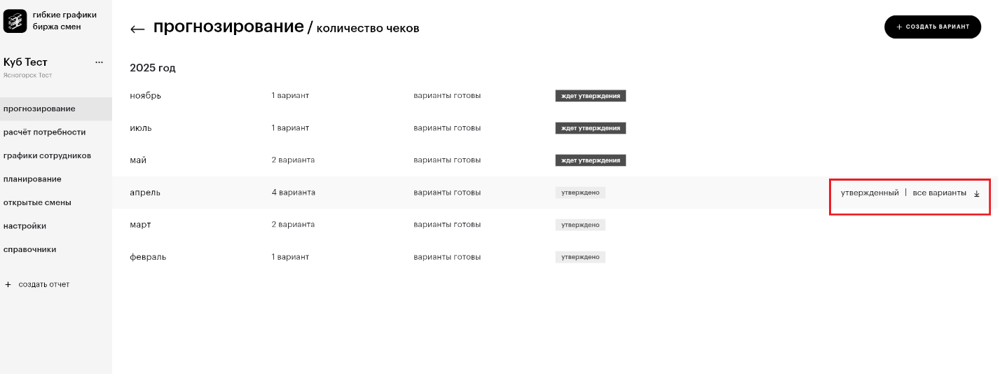 гибкие графики
биржа смен
Куб Тест
...
Ясногорск Тест
прогнозирование
расчёт потребности
графики сотрудников
планирование
открытые смены
настройки
справочники
+ создать отчет
← прогнозирование / количество чеков
+ СОЗДАТЬ ВАРИАНТ
2025 год
ноябрь 1 вариант варианты готовы ждет утверждения
июль 1 вариант варианты готовы ждет утверждения
май 2 варианта варианты готовы ждет утверждения
апрель 4 варианта варианты готовы утверждено утвержденный | все варианты
март 2 варианта варианты готовы утверждено
февраль 1 вариант варианты готовы утверждено